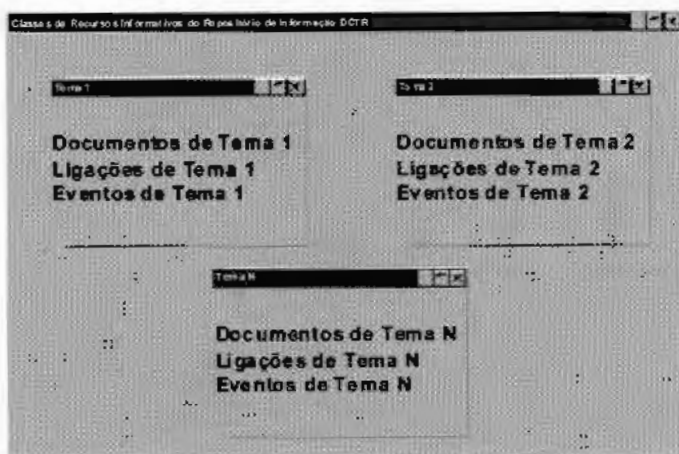 Classes de Recursos Informativos do Repositório de Informação DCTR
Tema 1
Documentos de Tema 1
Ligações de Tema 1
Eventos de Tema 1
Tema 2
Documentos de Tema 2
Ligações de Tema 2
Eventos de Tema 2
Tema N
Documentos de Tema N
Ligações de Tema N
Eventos de Tema N